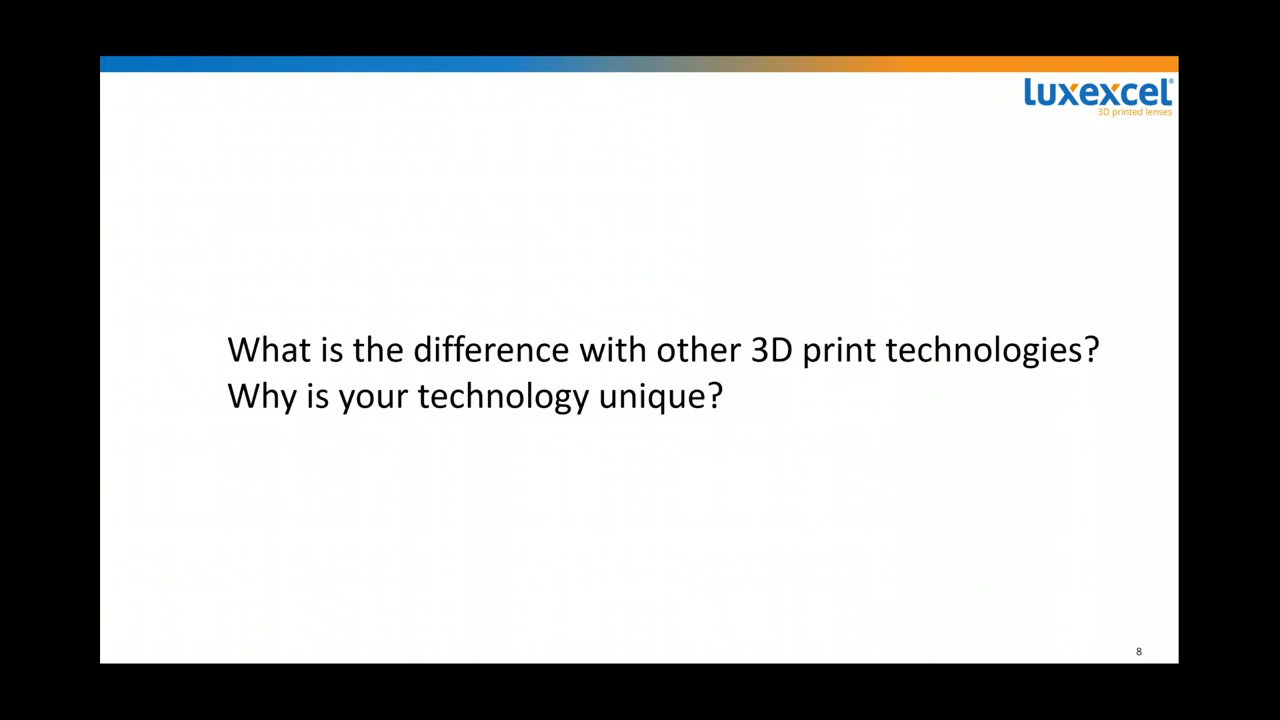 luxexcel®
3D printed lenses
What is the difference with other 3D print technologies?
Why is your technology unique?
8